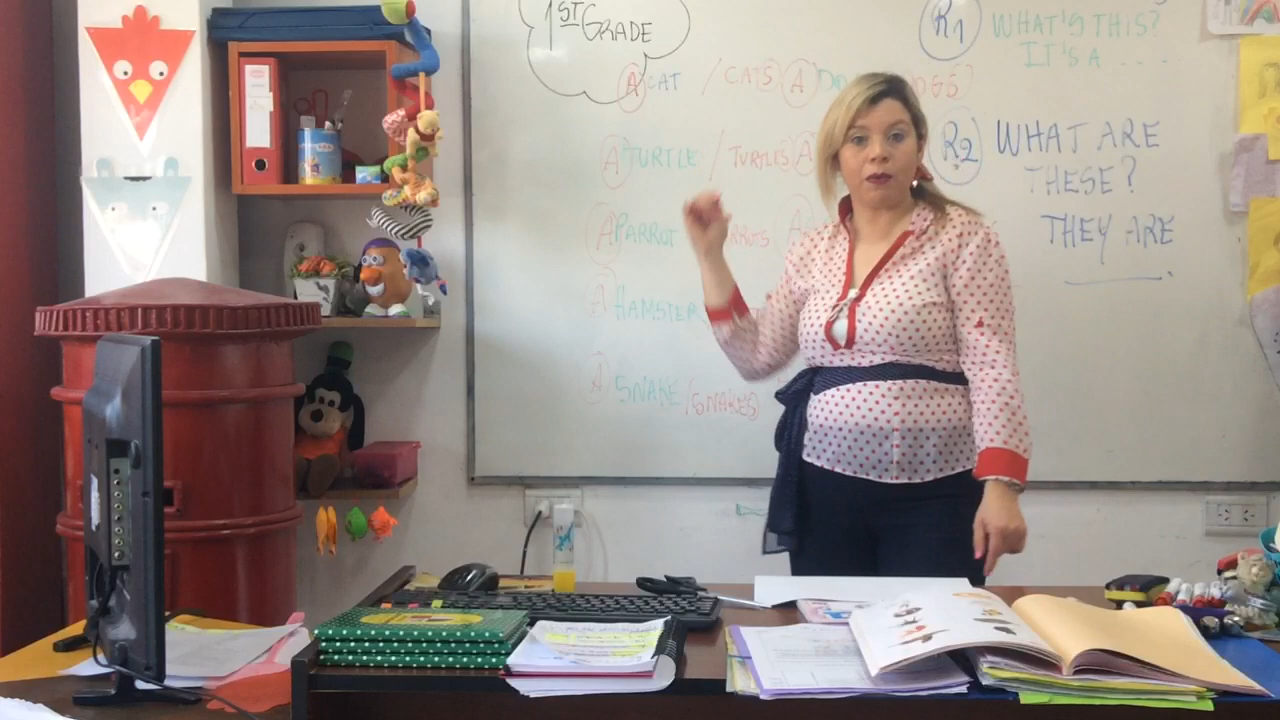 1ST GRADE
R1 WHAT'S THIS?
IT'S A ....
A CAT / CATS A DO
A TURTLE / TURTLES A
R2 WHAT ARE
THESE?
THEY ARE
A PARROT
A HAMSTER
A SNAKE / SNAKES